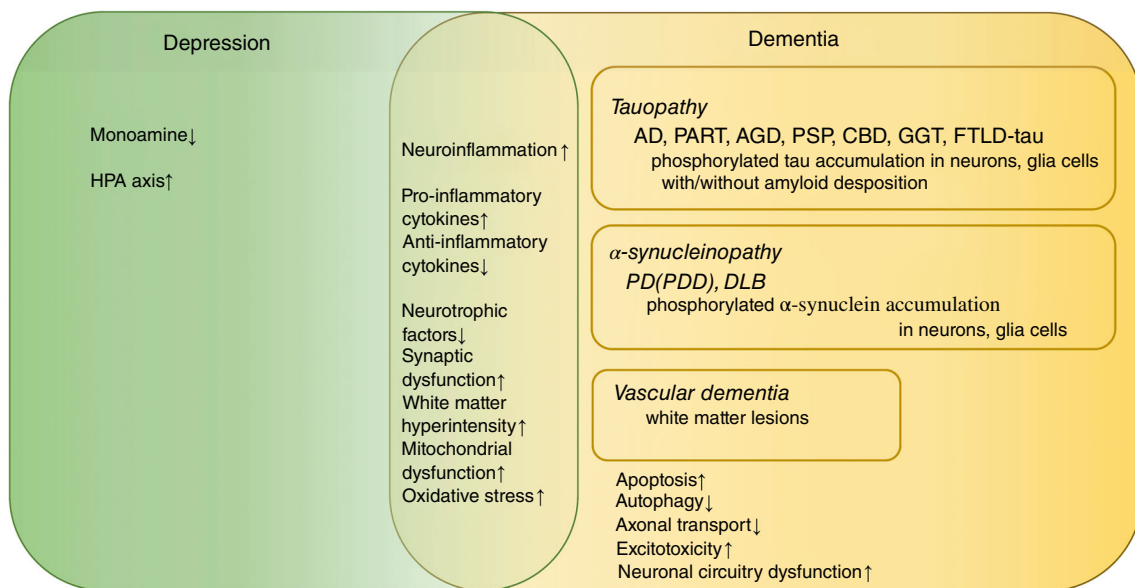 Depression
Monoamine↓
HPA axis↑
Neuroinflammation↑
Pro-inflammatory
cytokines↑
Anti-inflammatory
cytokines↓
Neurotrophic
factors↓
Synaptic
dysfunction↑
White matter
hyperintensity↑
Mitochondrial
dysfunction↑
Oxidative stress↑
Dementia
Tauopathy
AD, PART, AGD, PSP, CBD, GGT, FTLD-tau
phosphorylated tau accumulation in neurons, glia cells
with/without amyloid desposition
α-synucleinopathy
PD(PDD), DLB
phosphorylated α-synuclein accumulation
in neurons, glia cells
Vascular dementia
white matter lesions
Apoptosis↑
Autophagy↓
Axonal transport↓
Excitotoxicity↑
Neuronal circuitry dysfunction↑